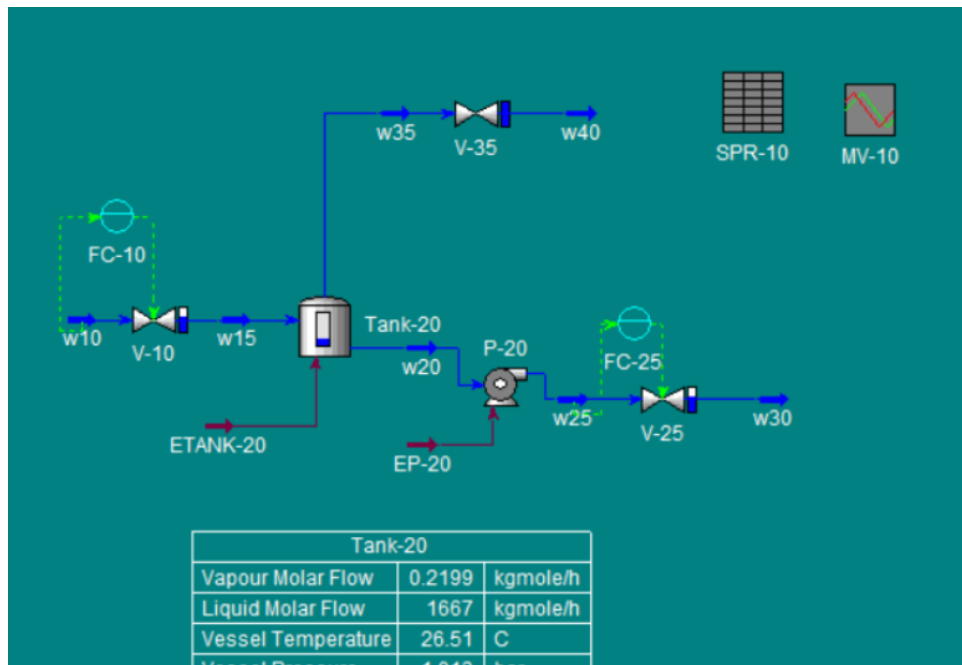 w35
V-35
w40
SPR-10
MV-10
FC-10
w10
V-10
w15
Tank-20
w20
P-20
FC-25
w25
V-25
w30
ETANK-20
EP-20
Tank-20
Vapour Molar Flow 0.2199 kgmole/h
Liquid Molar Flow 1667 kgmole/h
Vessel Temperature 26.51 C